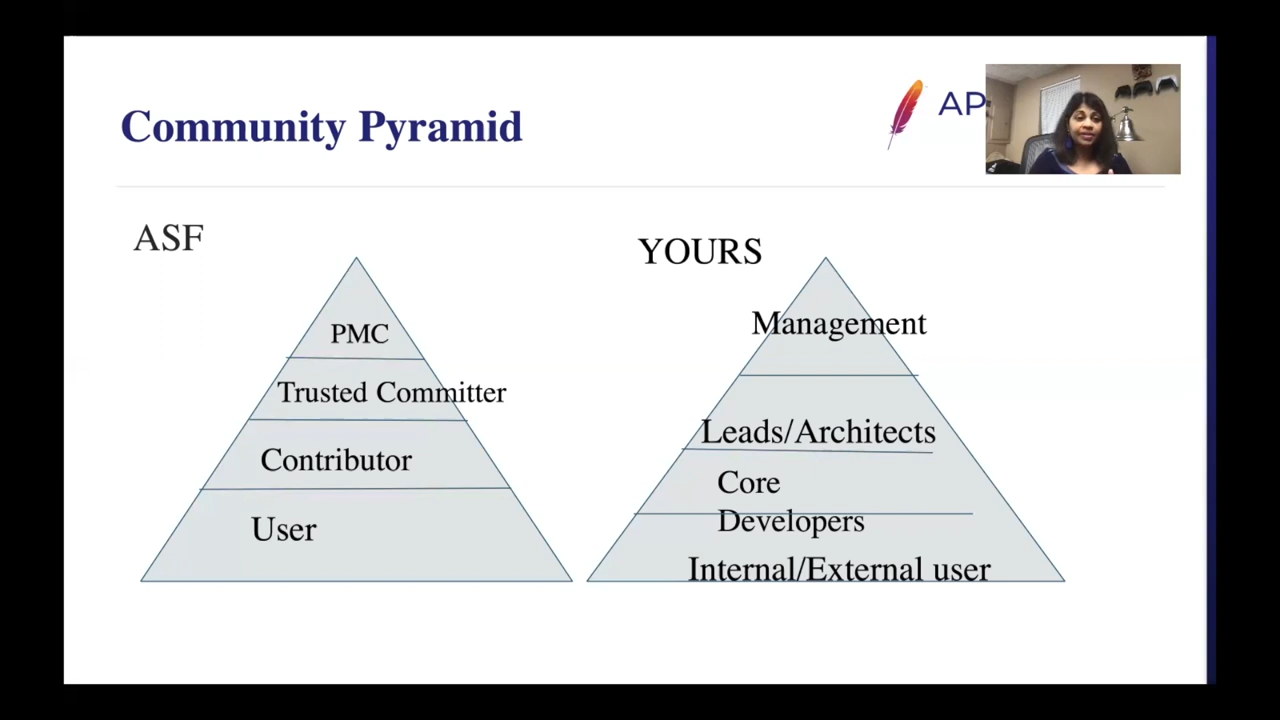 Community Pyramid
AP
ASF
PMC
Trusted Committer
Contributor
User
YOURS
Management
Leads/Architects
Core
Developers
Internal/External user